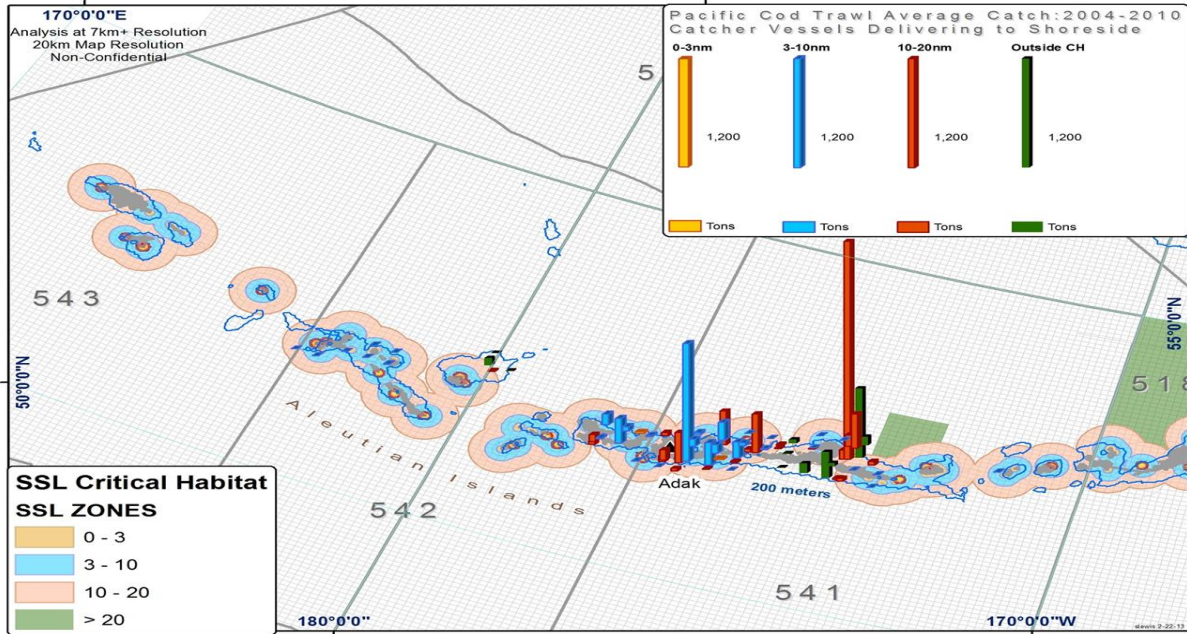 170°0'0"E
Analysis at 7km+ Resolution
20km Map Resolution
Non-Confidential
Pacific Cod Trawl Average Catch:2004-2010
Catcher Vessels Delivering to Shoreside
0-3nm 3-10nm 10-20nm Outside CH
1,200 1,200 1,200 1,200
Tons Tons Tons Tons
5
543
50°0'0"N
55°0'0"N
518
Aleutian Islands
Adak
200 meters
542
541
SSL Critical Habitat
SSL ZONES
0 - 3
3 - 10
10 - 20
> 20
180°0'0"
170°0'0"W